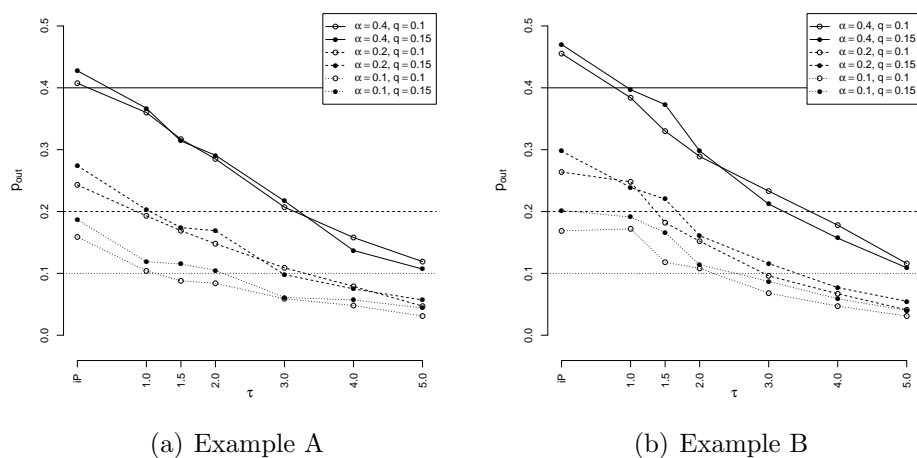 0.5
0.4
0.3
0.2
0.1
0.0
p_out
α = 0.4, q = 0.1
α = 0.4, q = 0.15
α = 0.2, q = 0.1
α = 0.2, q = 0.15
α = 0.1, q = 0.1
α = 0.1, q = 0.15
iP 1.0 1.5 2.0 3.0 4.0 5.0
τ
(a) Example A
0.5
0.4
0.3
0.2
0.1
0.0
p_out
α = 0.4, q = 0.1
α = 0.4, q = 0.15
α = 0.2, q = 0.1
α = 0.2, q = 0.15
α = 0.1, q = 0.1
α = 0.1, q = 0.15
iP 1.0 1.5 2.0 3.0 4.0 5.0
τ
(b) Example B